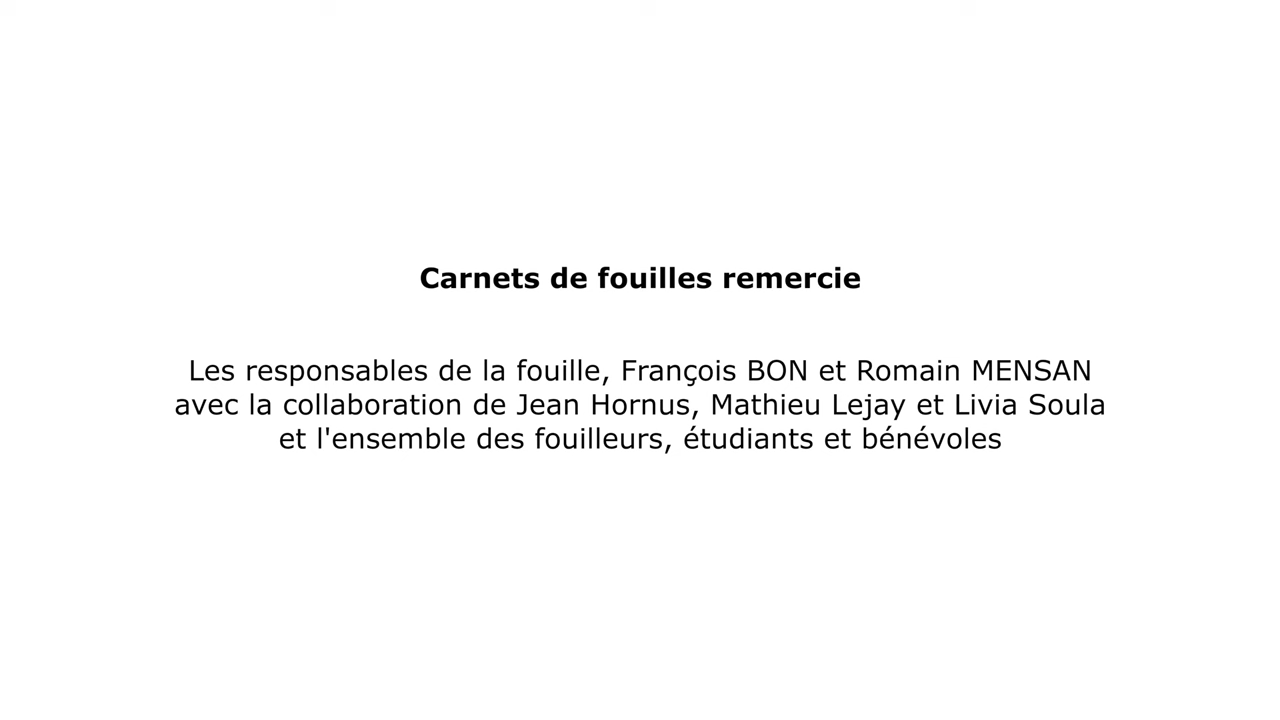 Carnets de fouilles remercie
Les responsables de la fouille, François BON et Romain MENSAN
avec la collaboration de Jean Hornus, Mathieu Lejay et Livia Soula
et l'ensemble des fouilleurs, étudiants et bénévoles